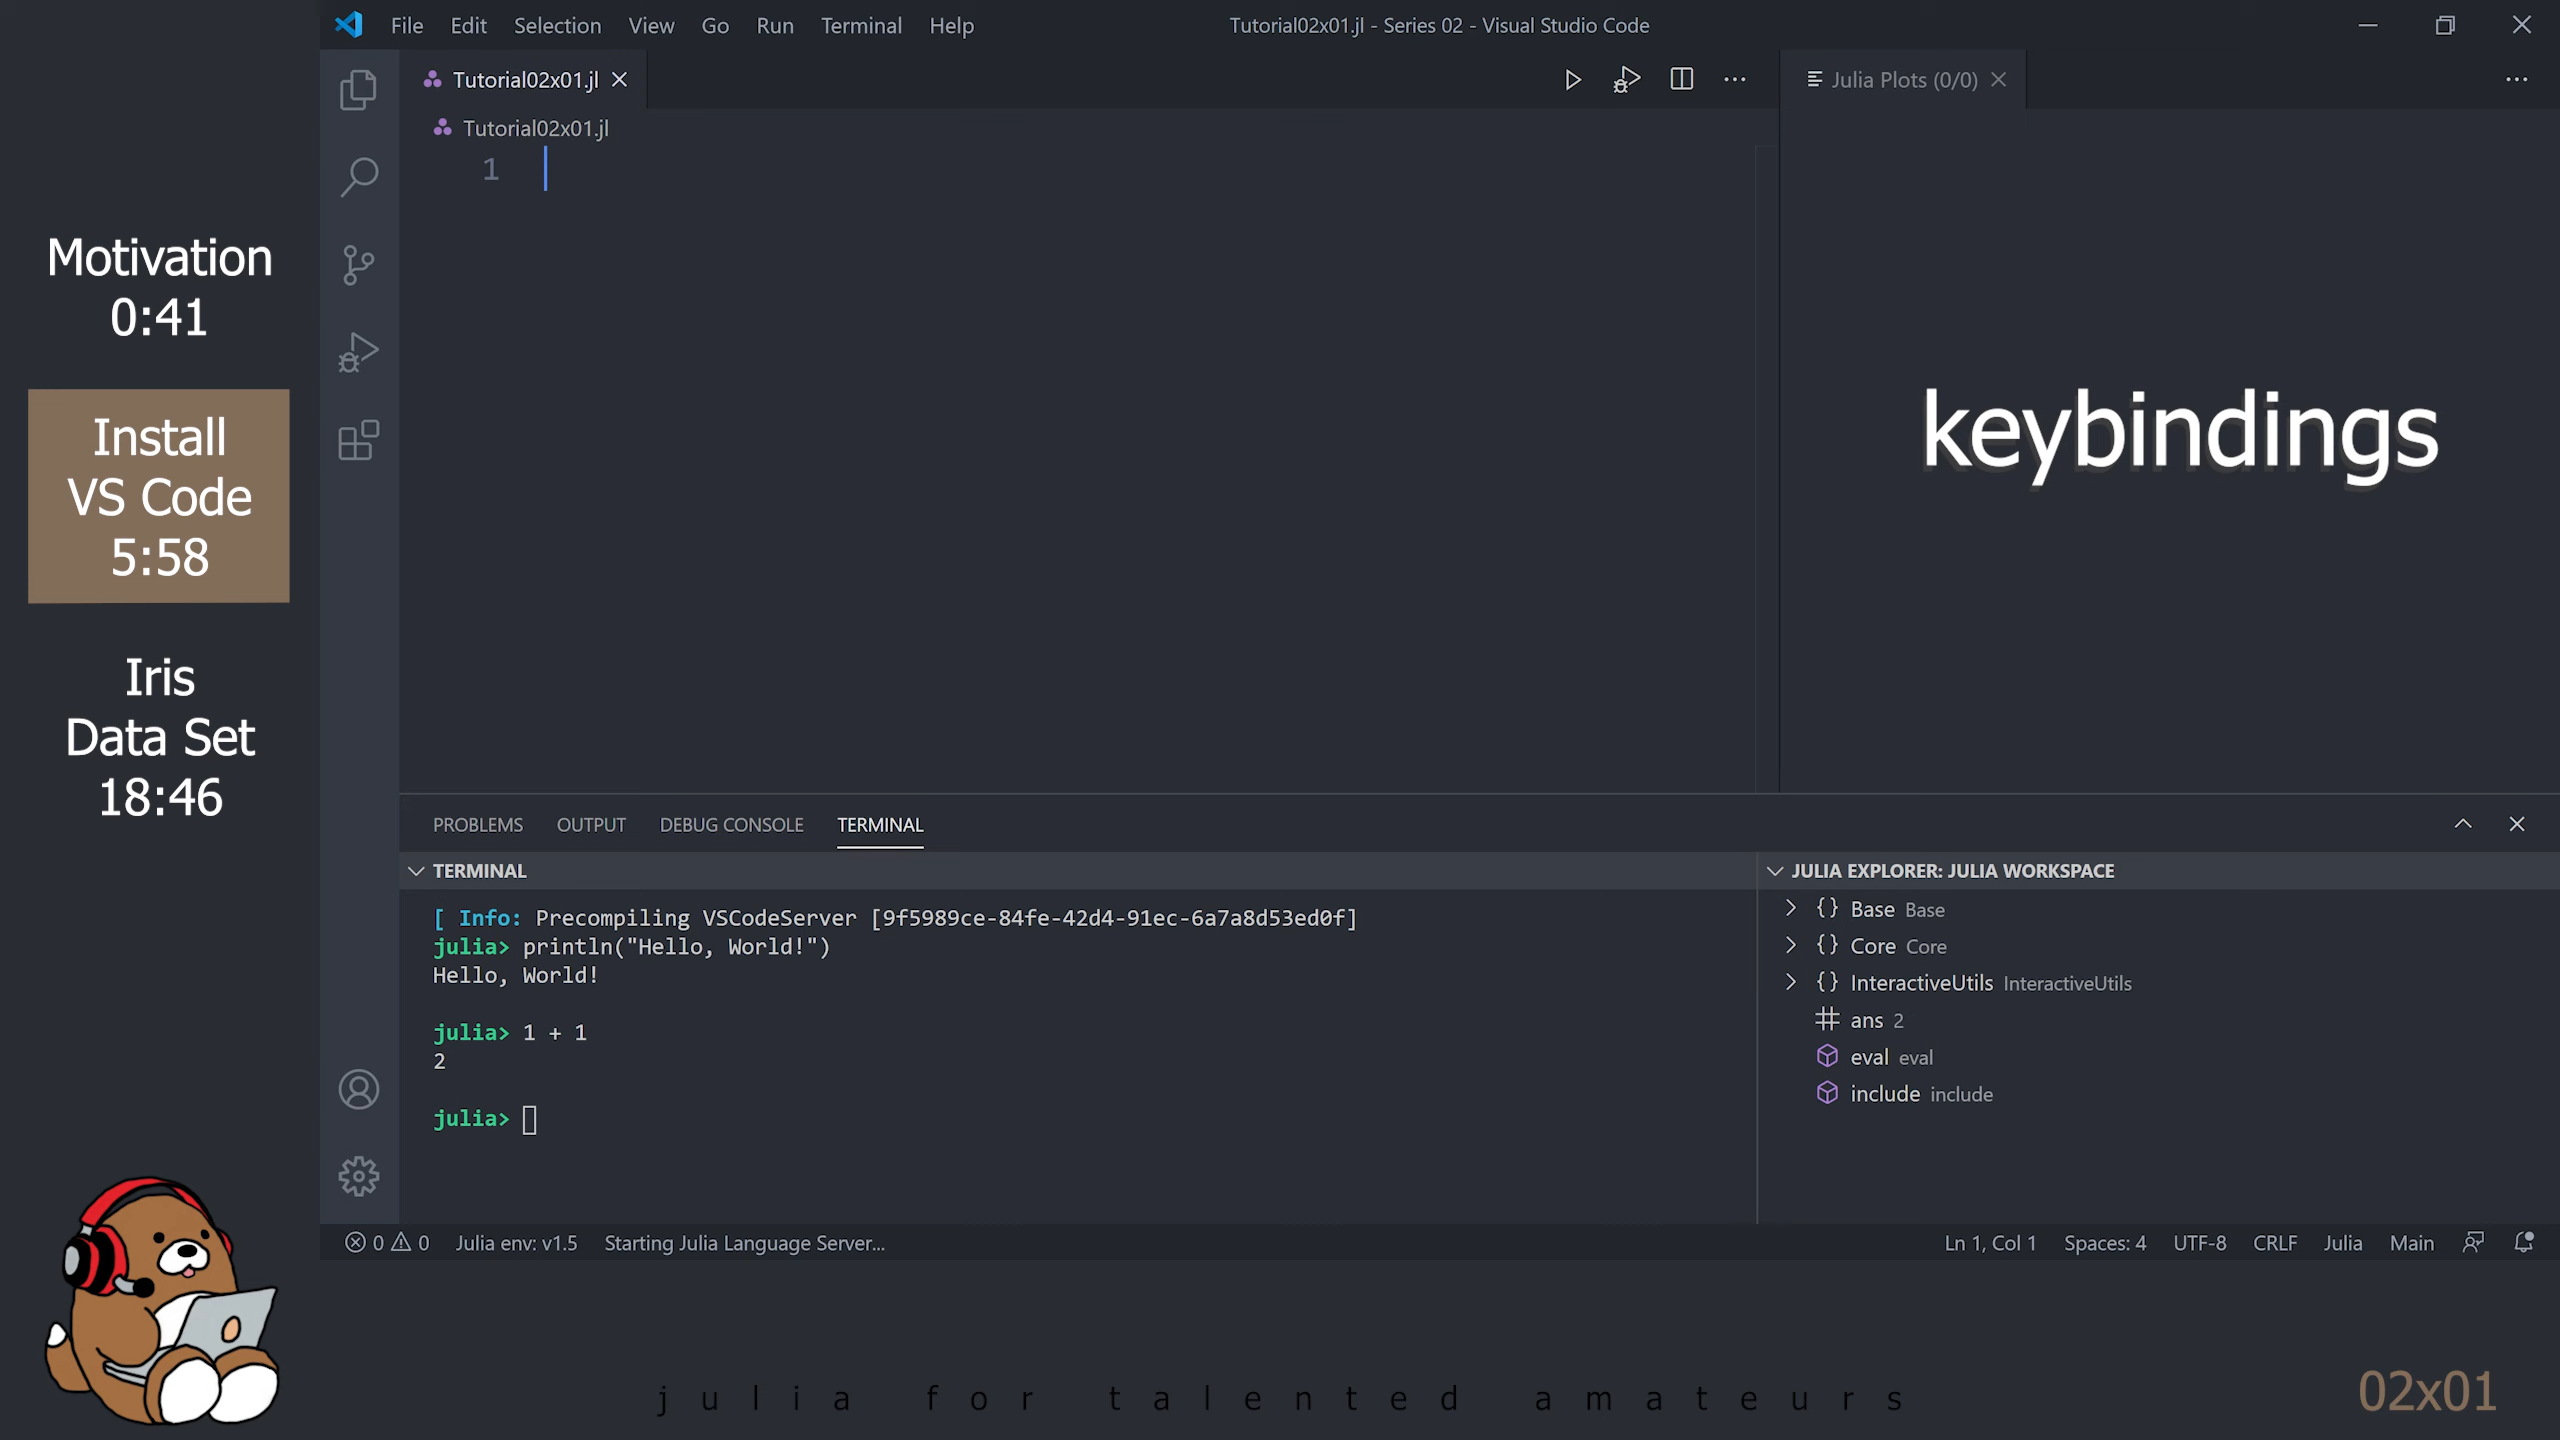 File Edit Selection View Go Run Terminal Help
Tutorial02x01.jl - Series 02 - Visual Studio Code
Tutorial02x01.jl
Julia Plots (0/0)
Tutorial02x01.jl
1
Motivation
0:41
Install
VS Code
5:58
Iris
Data Set
18:46
keybindings
PROBLEMS OUTPUT DEBUG CONSOLE TERMINAL
TERMINAL
[ Info: Precompiling VSCodeServer [9f5989ce-84fe-42d4-91ec-6a7a8d53ed0f]
julia> println("Hello, World!")
Hello, World!
julia> 1 + 1
2
julia>
JULIA EXPLORER: JULIA WORKSPACE
{} Base Base
{} Core Core
{} InteractiveUtils InteractiveUtils
ans 2
eval eval
include include
0 0 Julia env: v1.5 Starting Julia Language Server...
Ln 1, Col 1 Spaces: 4 UTF-8 CRLF Julia Main
julia for talented amateurs
02x01